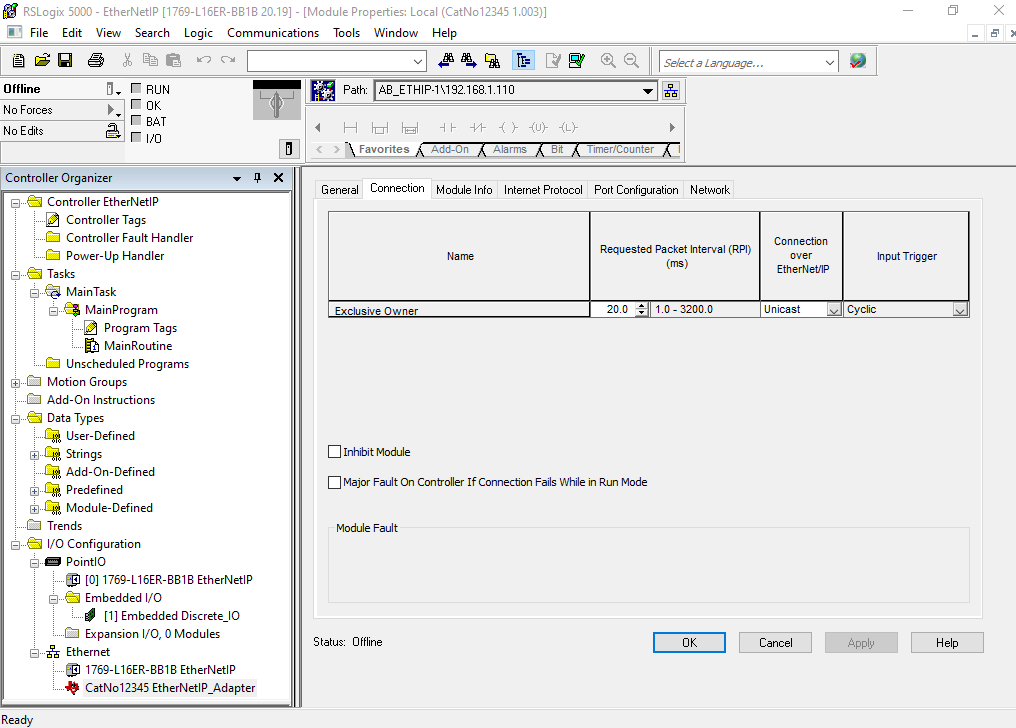 RSLogix 5000 - EtherNetIP [1769-L16ER-BB1B 20.19] - [Module Properties: Local (CatNo12345 1.003)]
File Edit View Search Logic Communications Tools Window Help
Select a Language...
Offline
RUN
No Forces
OK
No Edits
BAT
I/O
Path: AB_ETHIP-1\192.168.1.110
Favorites Add-On Alarms Bit Timer/Counter
Controller Organizer
Controller EtherNetIP
Controller Tags
Controller Fault Handler
Power-Up Handler
Tasks
MainTask
MainProgram
Program Tags
MainRoutine
Unscheduled Programs
Motion Groups
Add-On Instructions
Data Types
User-Defined
Strings
Add-On-Defined
Predefined
Module-Defined
Trends
I/O Configuration
PointIO
[0] 1769-L16ER-BB1B EtherNetIP
Embedded I/O
[1] Embedded Discrete_IO
Expansion I/O, 0 Modules
Ethernet
1769-L16ER-BB1B EtherNetIP
CatNo12345 EtherNetIP_Adapter
General Connection Module Info Internet Protocol Port Configuration Network
Name
Requested Packet Interval (RPI)
(ms)
Connection
over
EtherNet/IP
Input Trigger
Exclusive Owner 20.0 1.0 - 3200.0 Unicast Cyclic
Inhibit Module
Major Fault On Controller If Connection Fails While in Run Mode
Module Fault
Status: Offline
OK Cancel Apply Help
Ready